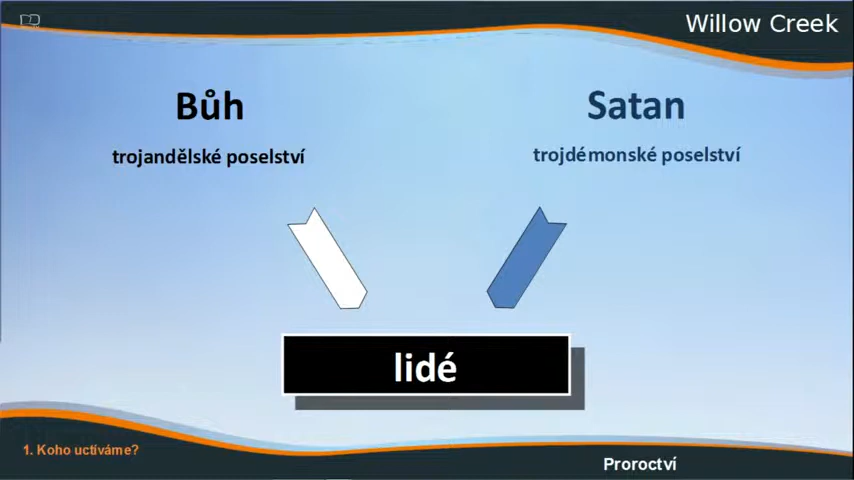 Willow Creek
Bůh
Satan
trojandělské poselství
trojdémonské poselství
lidé
1. Koho uctíváme?
Proroctví